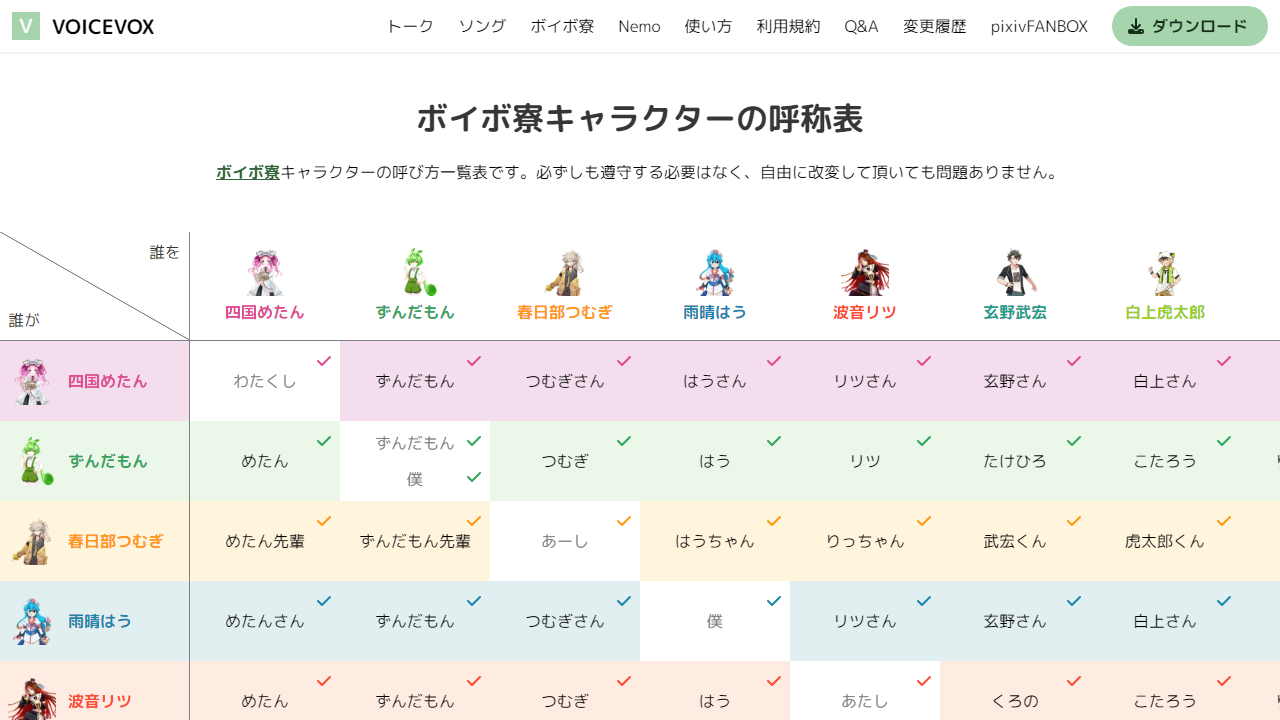 V VOICEVOX トーク ソング ボイボ寮 Nemo 使い方 利用規約 Q&A 変更履歴 pixivFANBOX ダウンロード
ボイボ寮キャラクターの呼称表
ボイボ寮キャラクターの呼び方一覧表です。必ずしも遵守する必要はなく、自由に改変して頂いても問題ありません。
誰を
誰が
四国めたん ずんだもん 春日部つむぎ 雨晴はう 波音リツ 玄野武宏 白上虎太郎
四国めたん わたくし ずんだもん つむぎさん はうさん リツさん 玄野さん 白上さん
ずんだもん めたん ずんだもん 僕 つむぎ はう リツ たけひろ こたろう
春日部つむぎ めたん先輩 ずんだもん先輩 あーし はうちゃん りっちゃん 武宏くん 虎太郎くん
雨晴はう めたんさん ずんだもん つむぎさん 僕 リツさん 玄野さん 白上さん
波音リツ めたん ずんだもん つむぎ はう あたし くろの こたろう